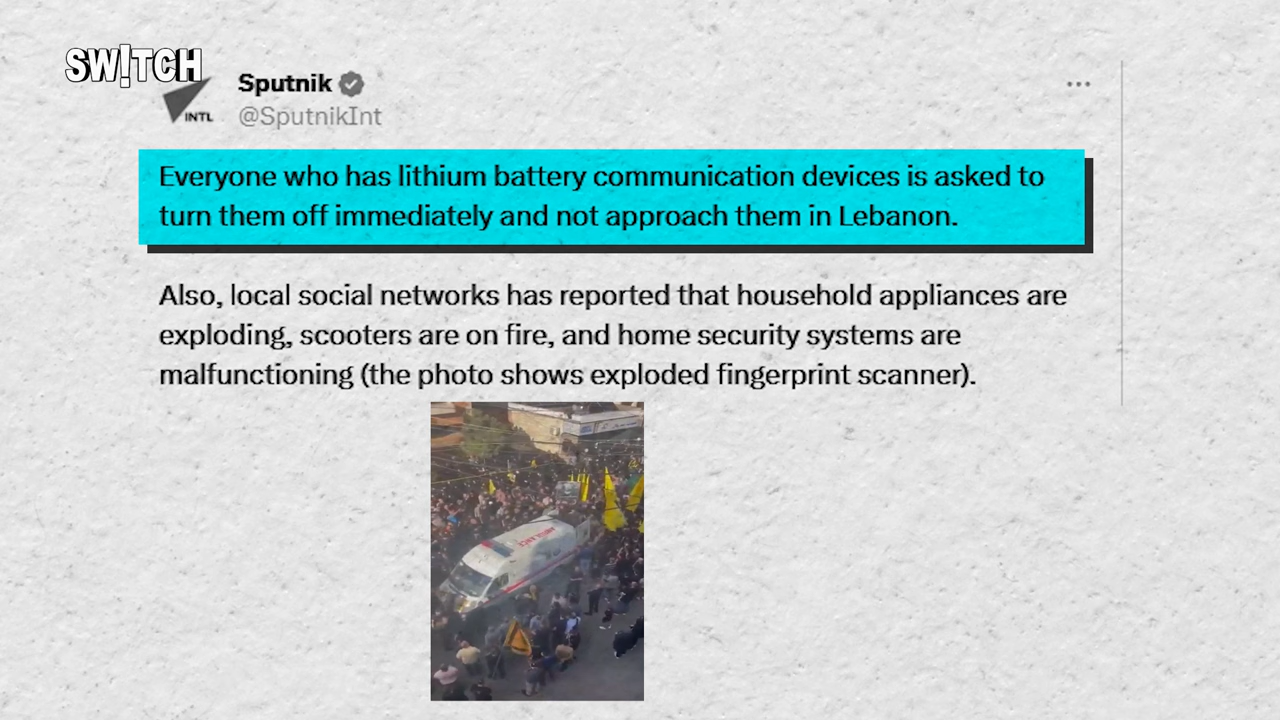 SW!TCH
Sputnik
INTL
@SputnikInt
Everyone who has lithium battery communication devices is asked to
turn them off immediately and not approach them in Lebanon.
Also, local social networks has reported that household appliances are
exploding, scooters are on fire, and home security systems are
malfunctioning (the photo shows exploded fingerprint scanner).